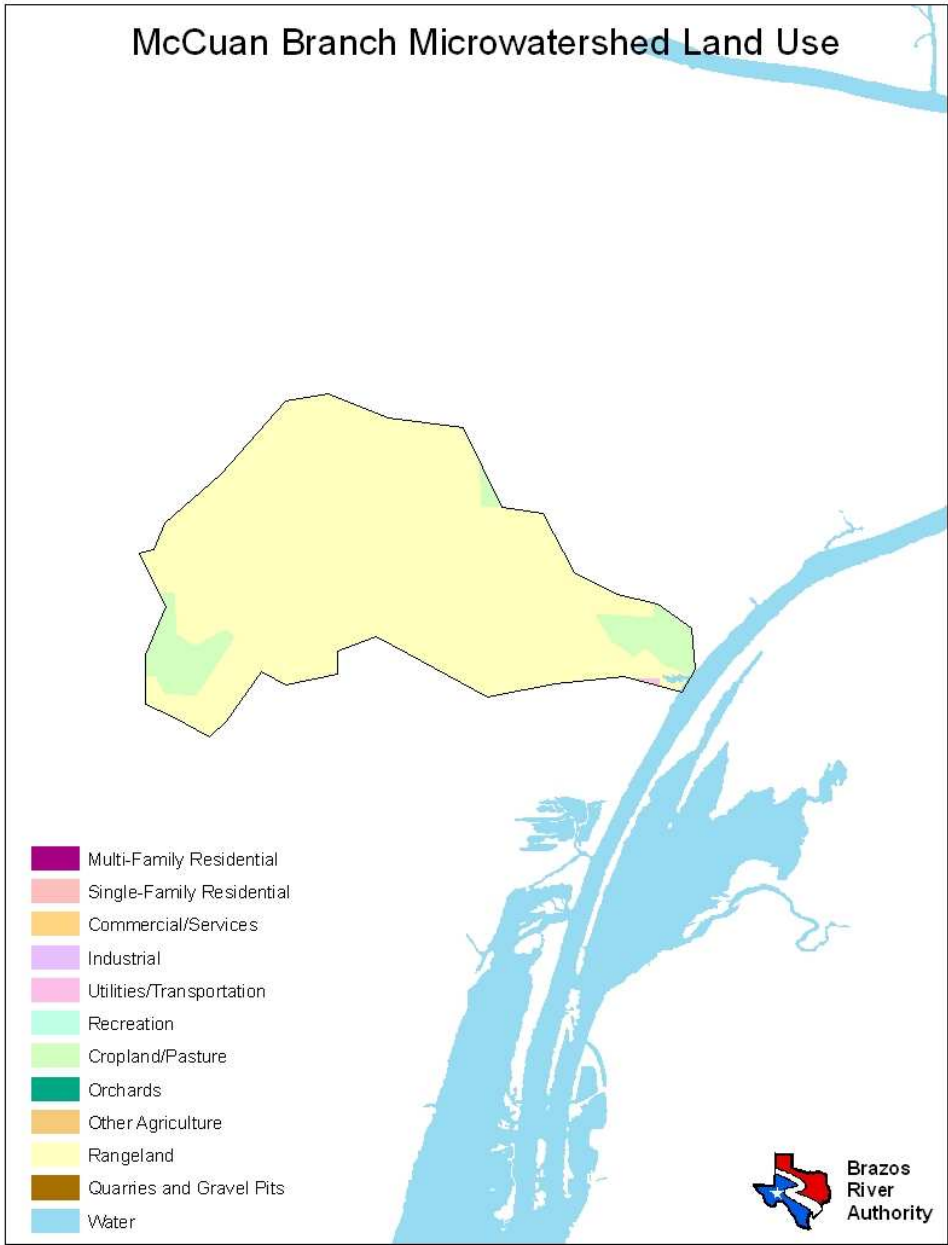 McCuan Branch Microwatershed Land Use
Multi-Family Residential
Single-Family Residential
Commercial/Services
Industrial
Utilities/Transportation
Recreation
Cropland/Pasture
Orchards
Other Agriculture
Rangeland
Quarries and Gravel Pits
Water
Brazos
River
Authority